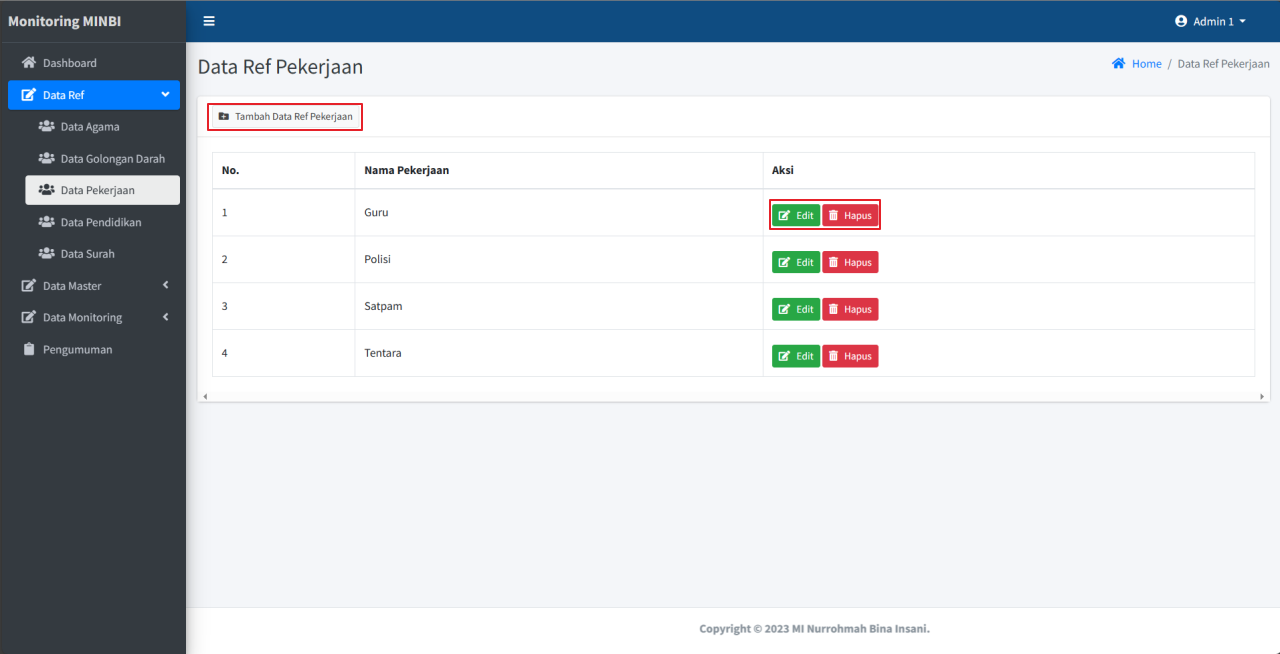 Monitoring MINBI
Admin 1
Dashboard
Data Ref
Data Agama
Data Golongan Darah
Data Pekerjaan
Data Pendidikan
Data Surah
Data Master
Data Monitoring
Pengumuman
Data Ref Pekerjaan
Home / Data Ref Pekerjaan
Tambah Data Ref Pekerjaan
No. Nama Pekerjaan Aksi
1 Guru Edit Hapus
2 Polisi Edit Hapus
3 Satpam Edit Hapus
4 Tentara Edit Hapus
Copyright © 2023 MI Nurrohmah Bina Insani.